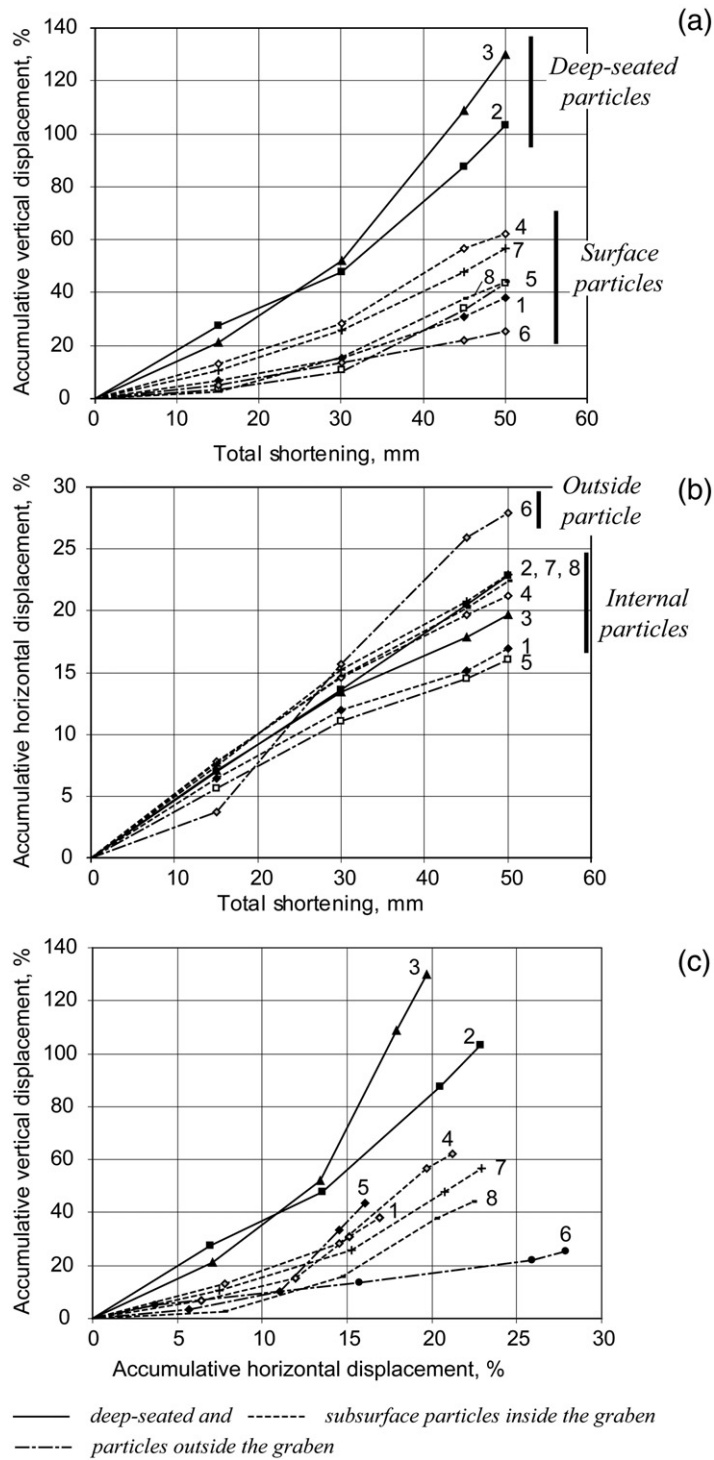 (a)
Accumulative vertical displacement, %
140
120
100
80
60
40
20
0
3
2
4
7
8
5
1
6
Deep-seated
particles
Surface
particles
0 10 20 30 40 50 60
Total shortening, mm
(b)
Accumulative horizontal displacement, %
30
25
20
15
10
5
0
6
2, 7, 8
4
3
1
5
Outside
particle
Internal
particles
0 10 20 30 40 50 60
Total shortening, mm
(c)
Accumulative vertical displacement, %
140
120
100
80
60
40
20
0
3
2
4
7
5
1
8
6
0 5 10 15 20 25 30
Accumulative horizontal displacement, %
deep-seated and subsurface particles inside the graben
particles outside the graben